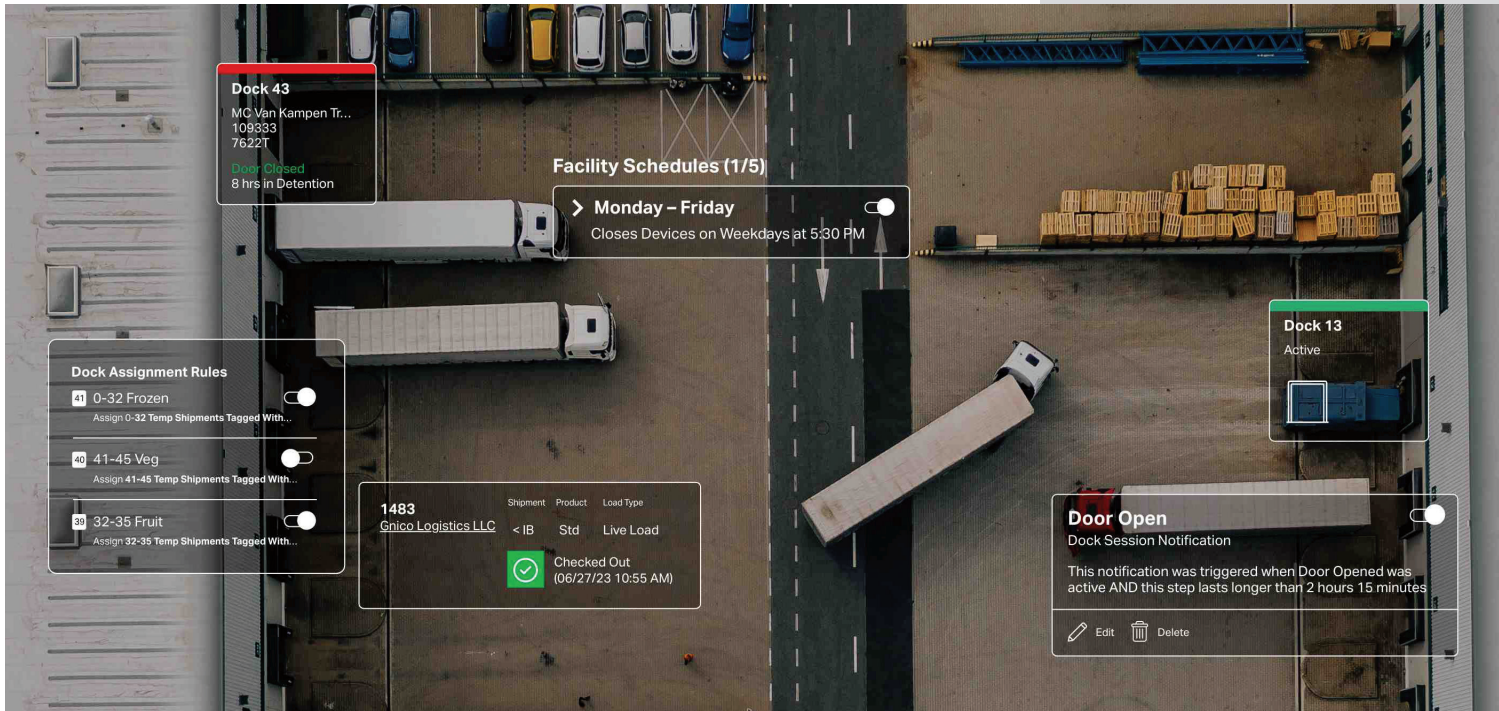 Dock 43
MC Van Kampen Tr...
109333
7622T
Door Closed
8 hrs in Detention
Facility Schedules (1/5)
Monday – Friday
Closes Devices on Weekdays at 5:30 PM
Dock 13
Active
Dock Assignment Rules
41 0-32 Frozen
Assign 0-32 Temp Shipments Tagged With...
40 41-45 Veg
Assign 41-45 Temp Shipments Tagged With...
39 32-35 Fruit
Assign 32-35 Temp Shipments Tagged With...
1483
Gnico Logistics LLC
Shipment Product Load Type
< IB Std Live Load
Checked Out
(06/27/23 10:55 AM)
Door Open
Dock Session Notification
This notification was triggered when Door Opened was
active AND this step lasts longer than 2 hours 15 minutes
Edit Delete